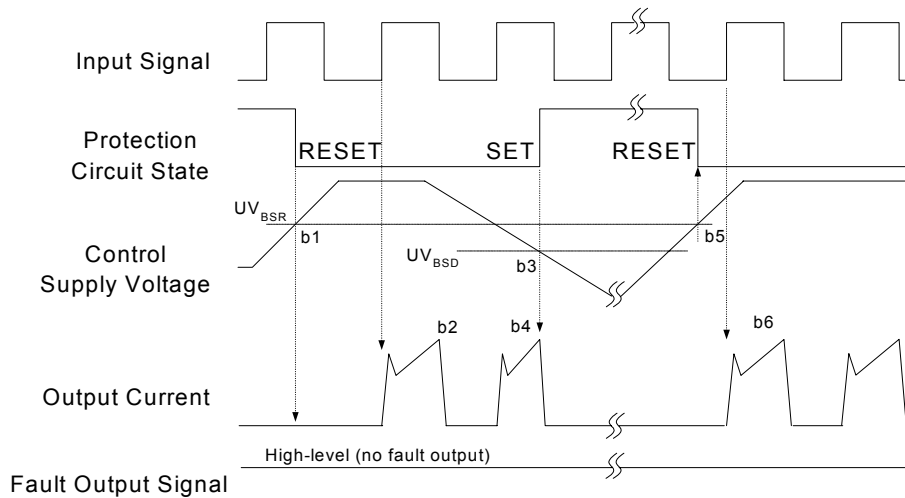 Input Signal
Protection
Circuit State
RESET
SET
RESET
UV_BSR
b1
b5
UV_BSD
b3
Control
Supply Voltage
b2
b4
b6
Output Current
High-level (no fault output)
Fault Output Signal